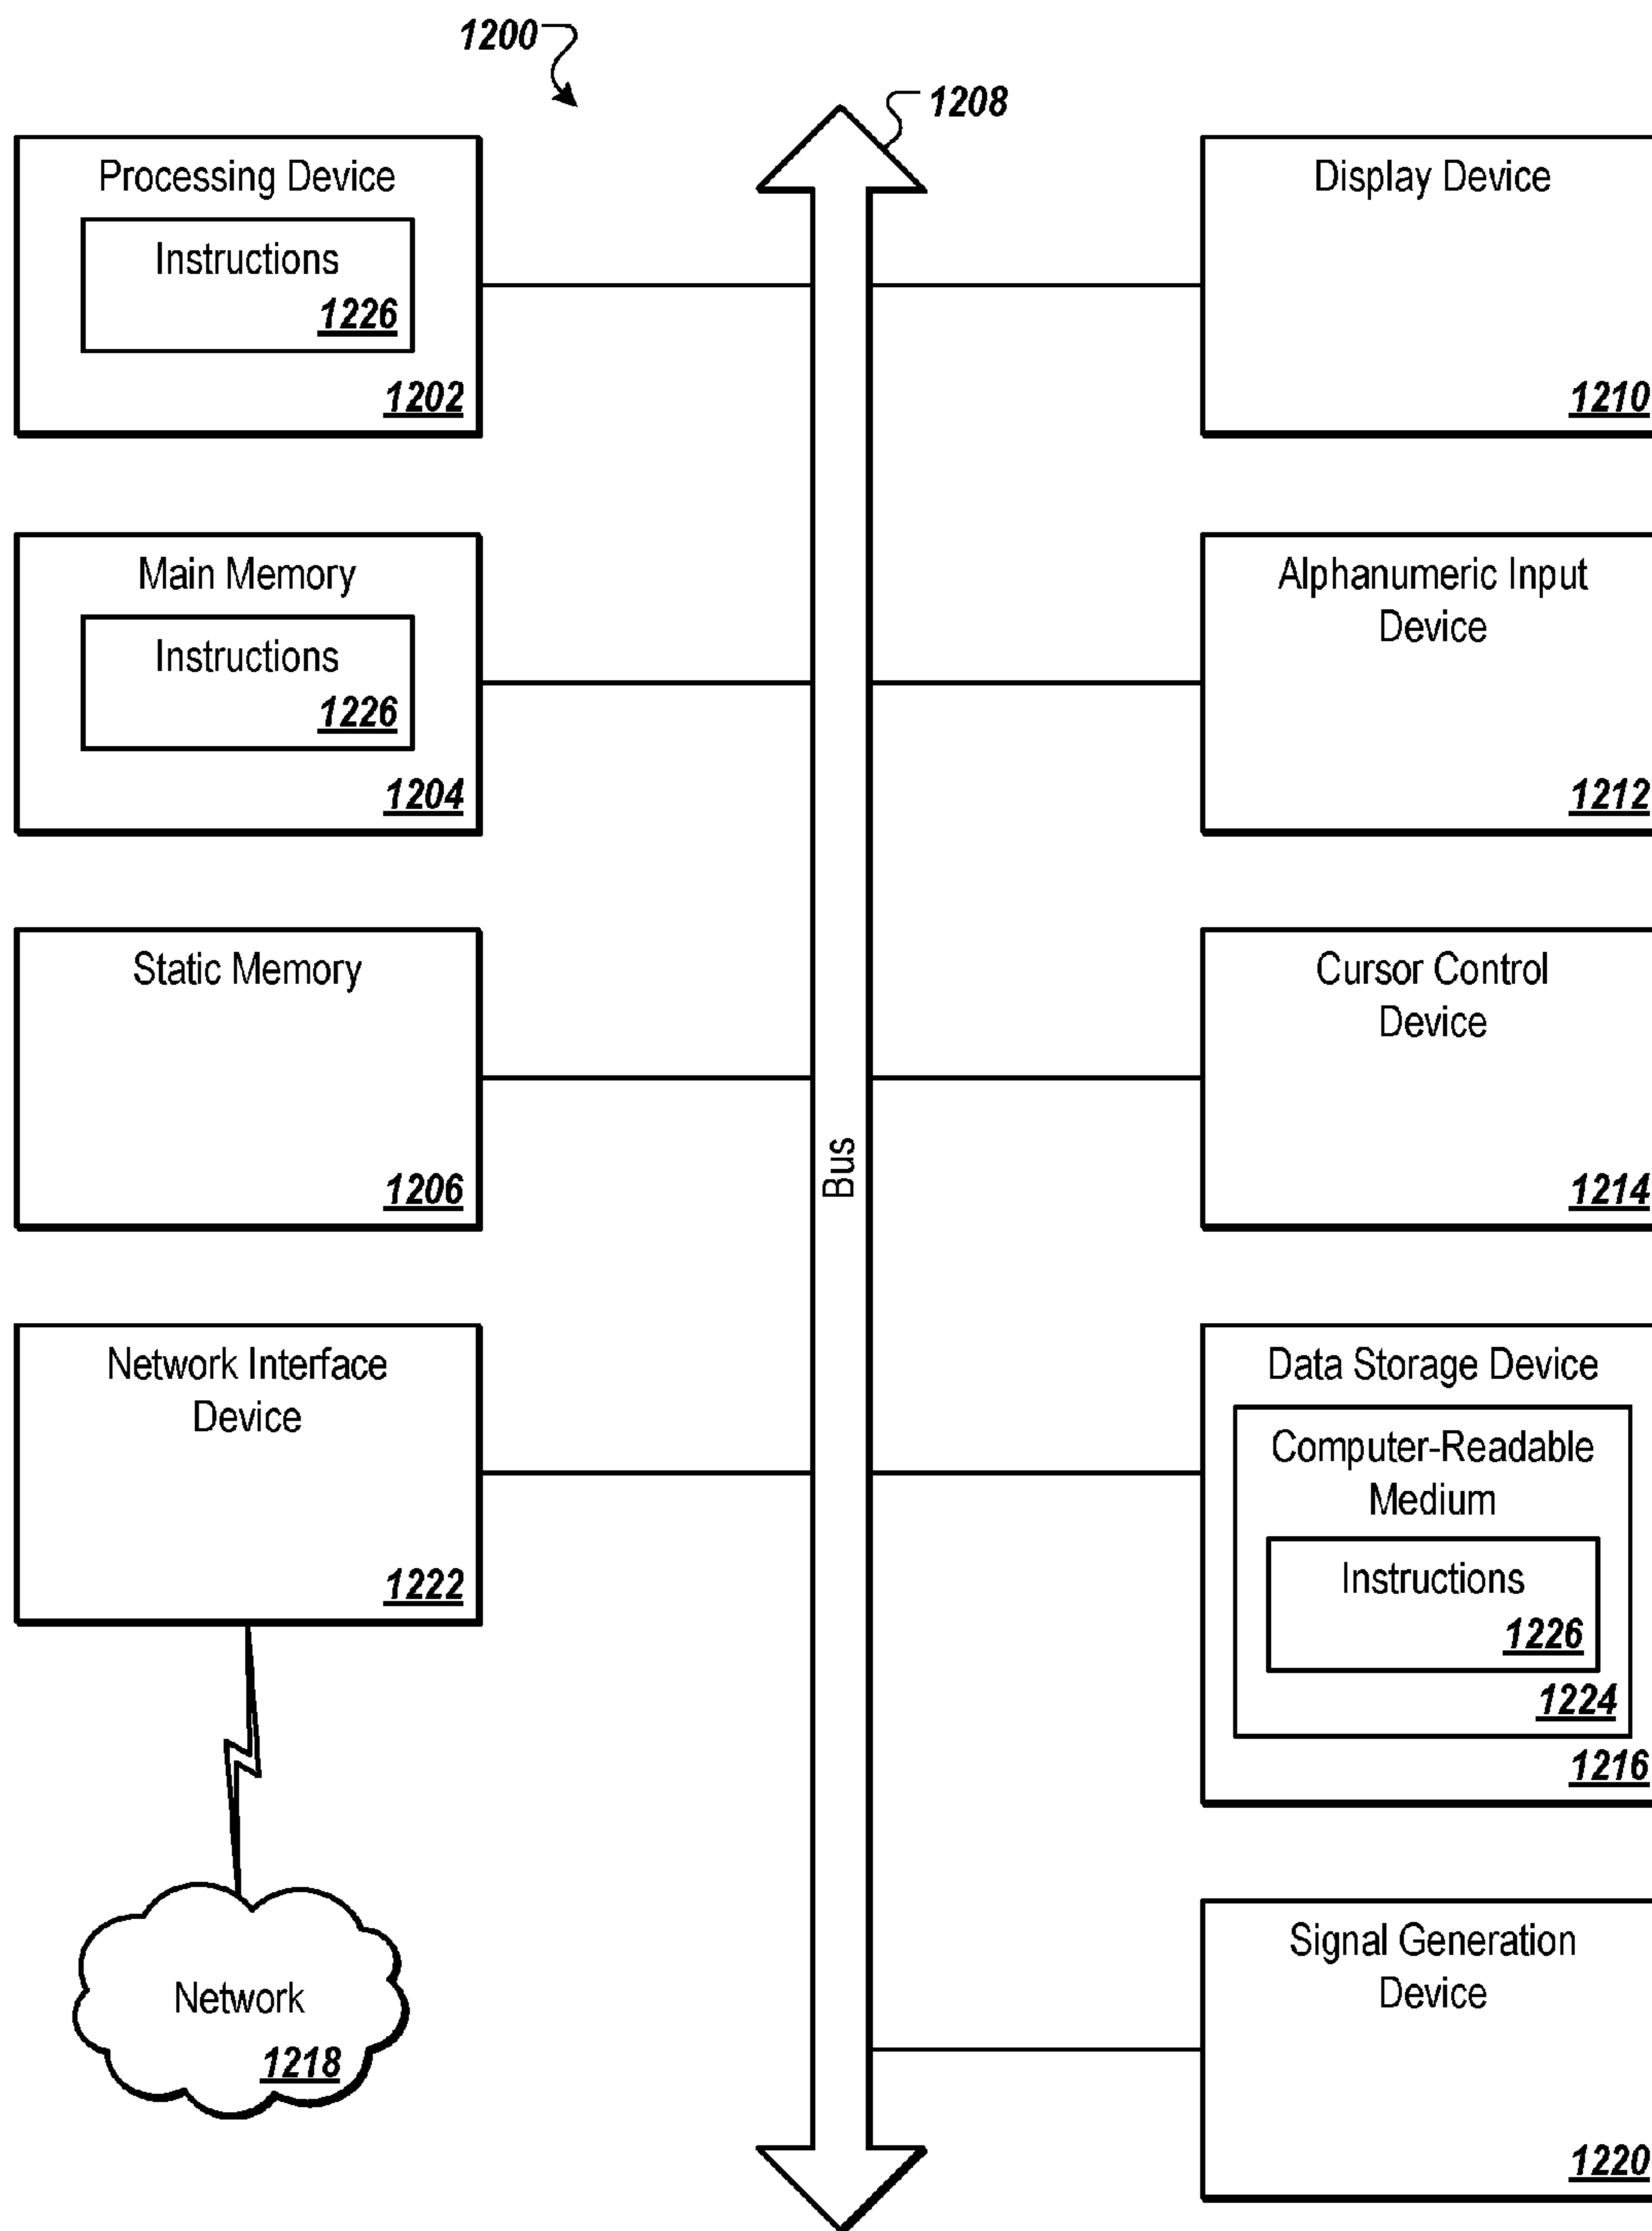 1200
1208
Processing Device
Instructions
1226
1202
Display Device
1210
Main Memory
Instructions
1226
1204
Alphanumeric Input
Device
1212
Static Memory
1206
Cursor Control
Device
1214
Bus
Network Interface
Device
1222
Data Storage Device
Computer-Readable
Medium
Instructions
1226
1224
1216
Network
1218
Signal Generation
Device
1220